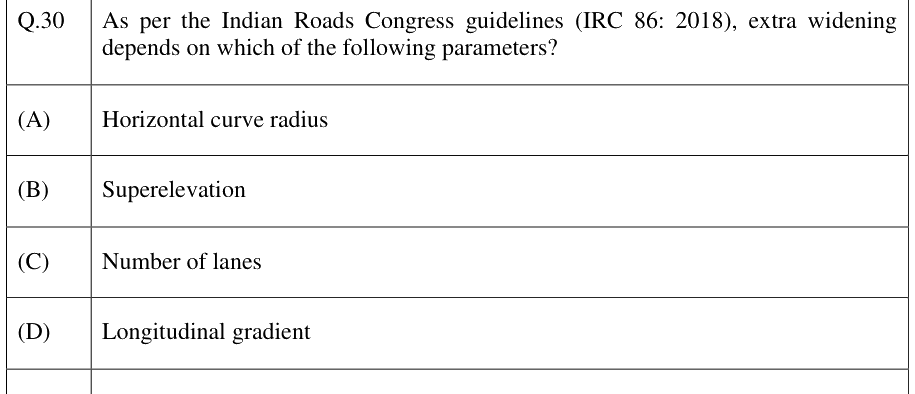 Q.30 As per the Indian Roads Congress guidelines (IRC 86: 2018), extra widening
depends on which of the following parameters?
(A) Horizontal curve radius
(B) Superelevation
(C) Number of lanes
(D) Longitudinal gradient